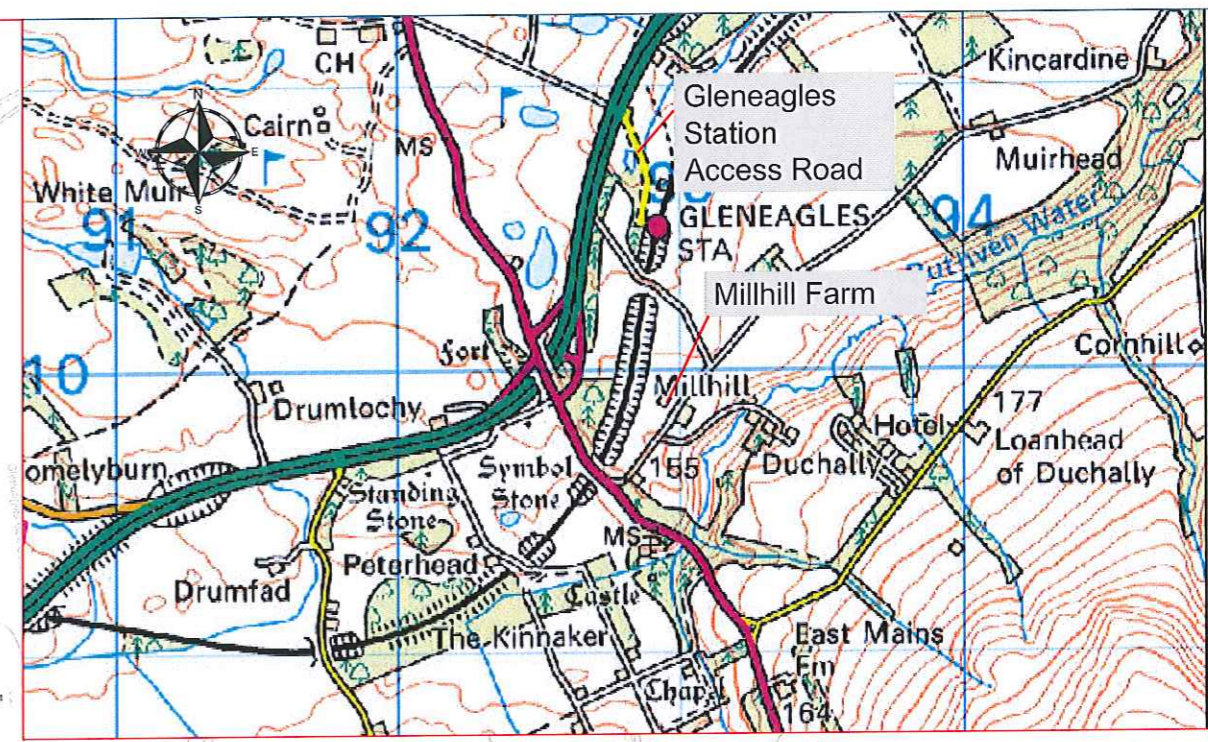 CH
Kincardine
Gleneagles
Station
Access Road
N
W
E
S
Cairn
MS
Muirhead
White Muir
91
92
94
GLENEAGLES
STA
Ruthven Water
Millhill Farm
10
Fort
Cornhill
Millhill
Drumlochy
Hotel
177
Loanhead
of Duchally
omelyburn
Symbol
Stone
155
Duchally
Standing
Stone
MS
Peterhead
Drumfad
Castle
The Kinnaker
East Mains
Fm
Chapel
164